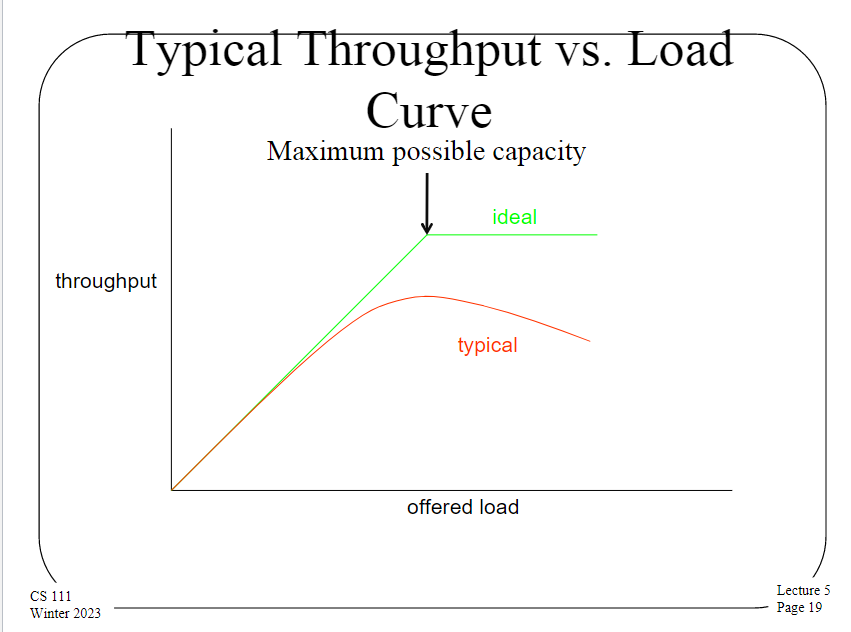 Typical Throughput vs. Load
Curve
Maximum possible capacity
ideal
throughput
typical
offered load
CS 111
Winter 2023
Lecture 5
Page 19